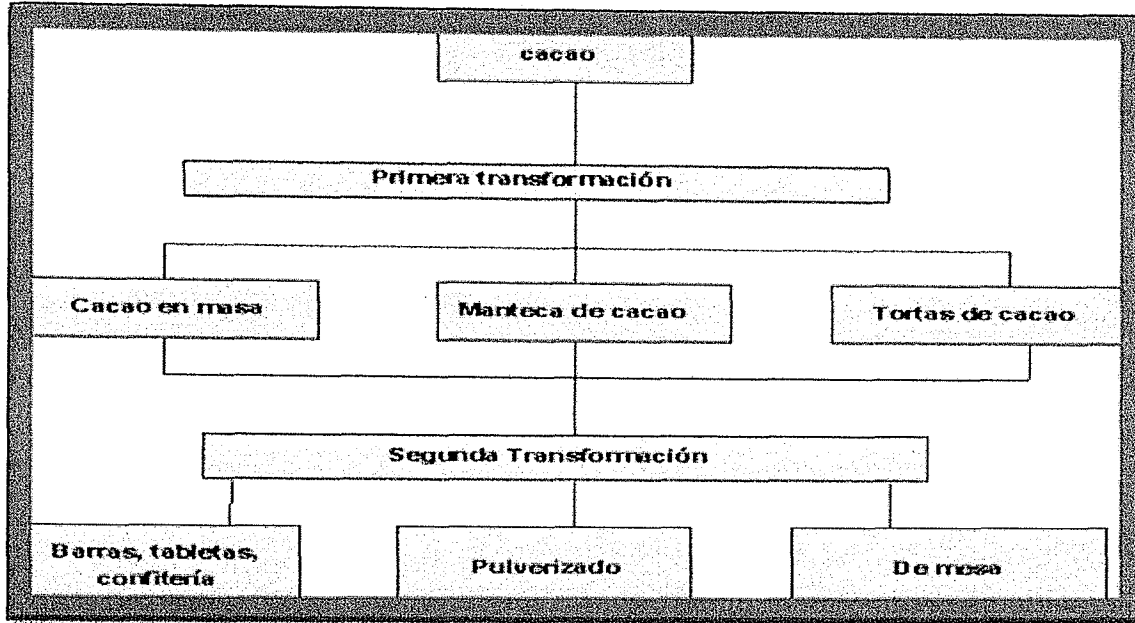 cacao
Primera transformación
Cacao en masa
Manteca de cacao
Tortas de cacao
Segunda Transformación
Barras, tabletas,
confitería
Pulverizado
De mesa